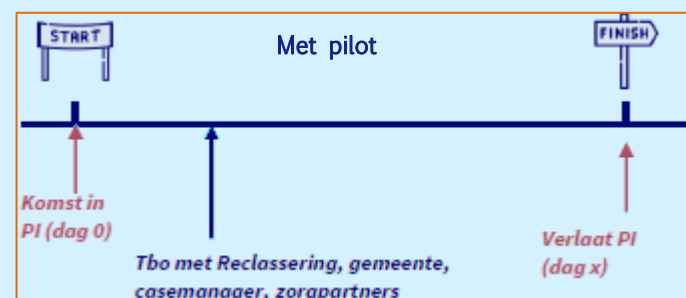 START
Met pilot
FINISH
Komst in
PI (dag 0)
Verlaat PI
(dag x)
Tbo met Reclassering, gemeente,
casemanager, zorgpartners